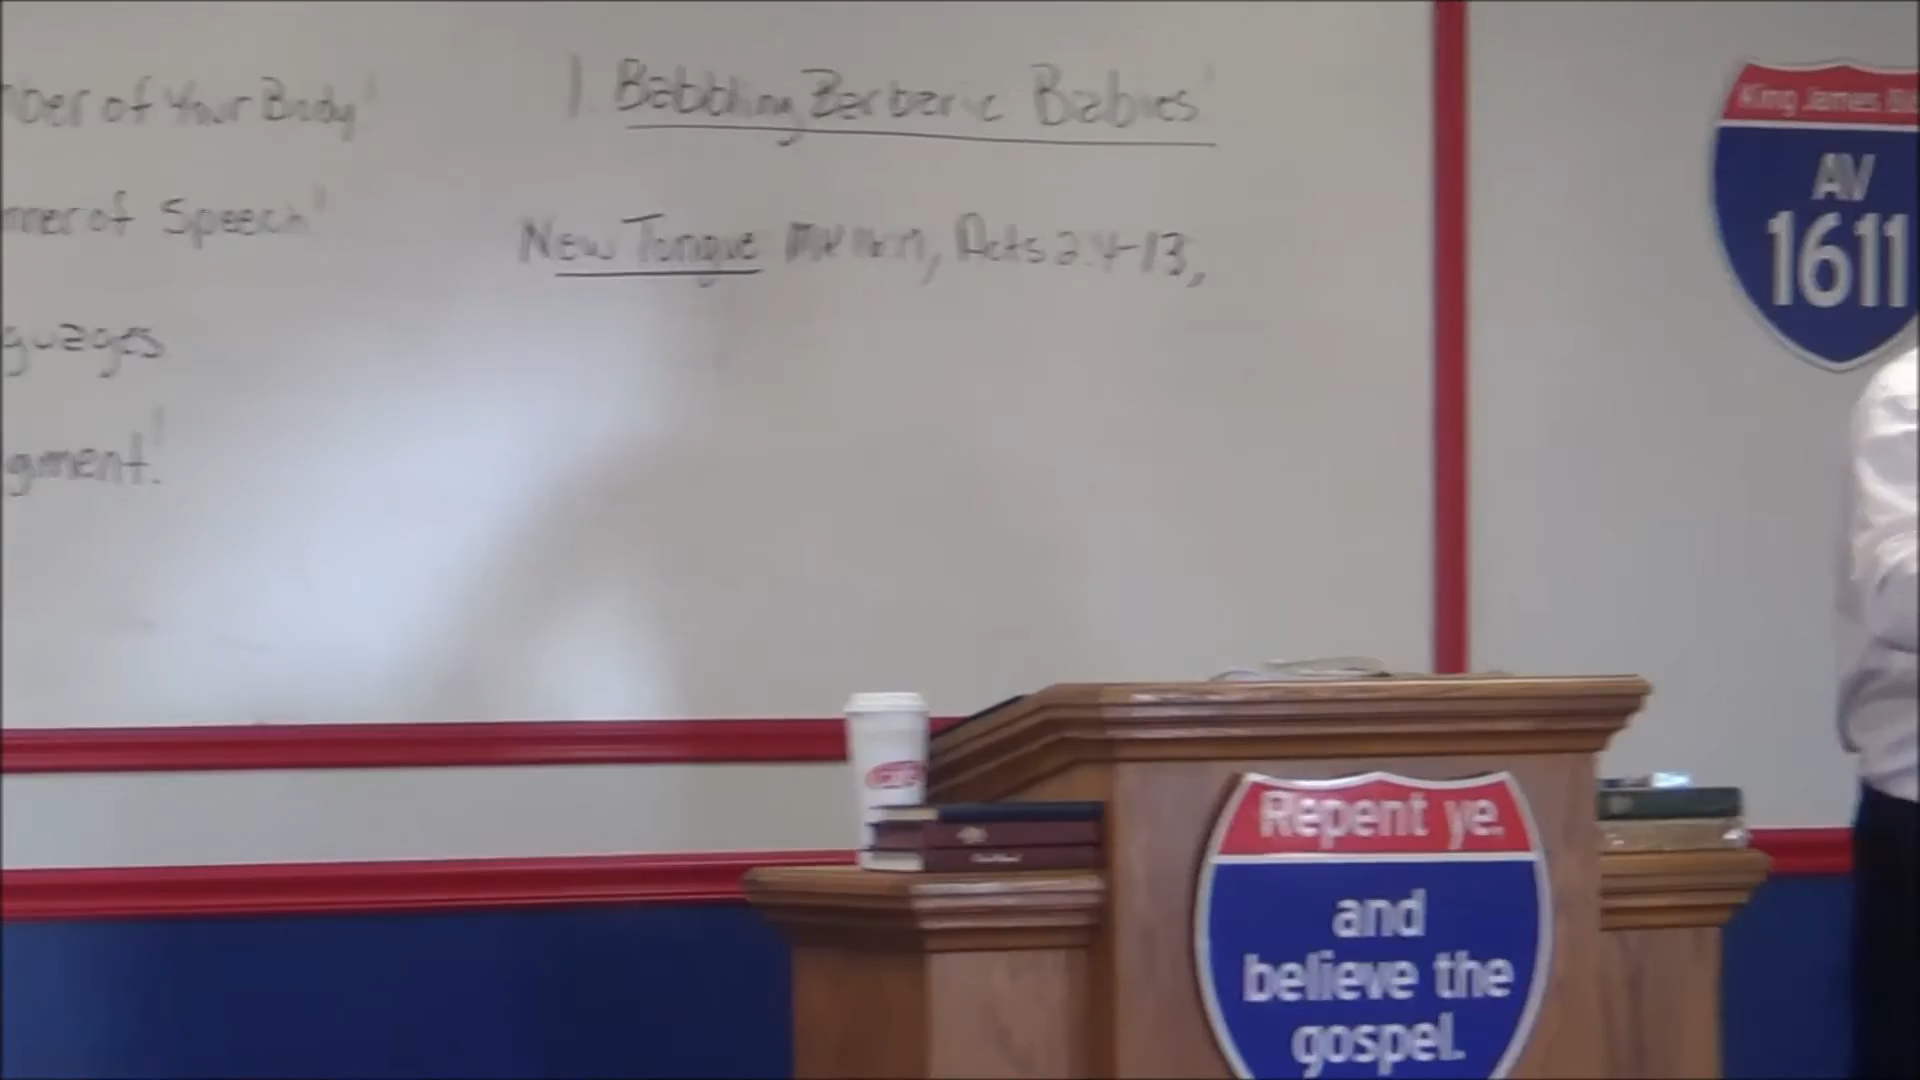 ber of Your Body'
nner of Speech'
guages
gment.'
1. Babbling Barbaric Babies'
New Tongue Mk 16:17, Acts 2:4-13,
King James
AV
1611
Repent ye.
and
believe the
gospel.